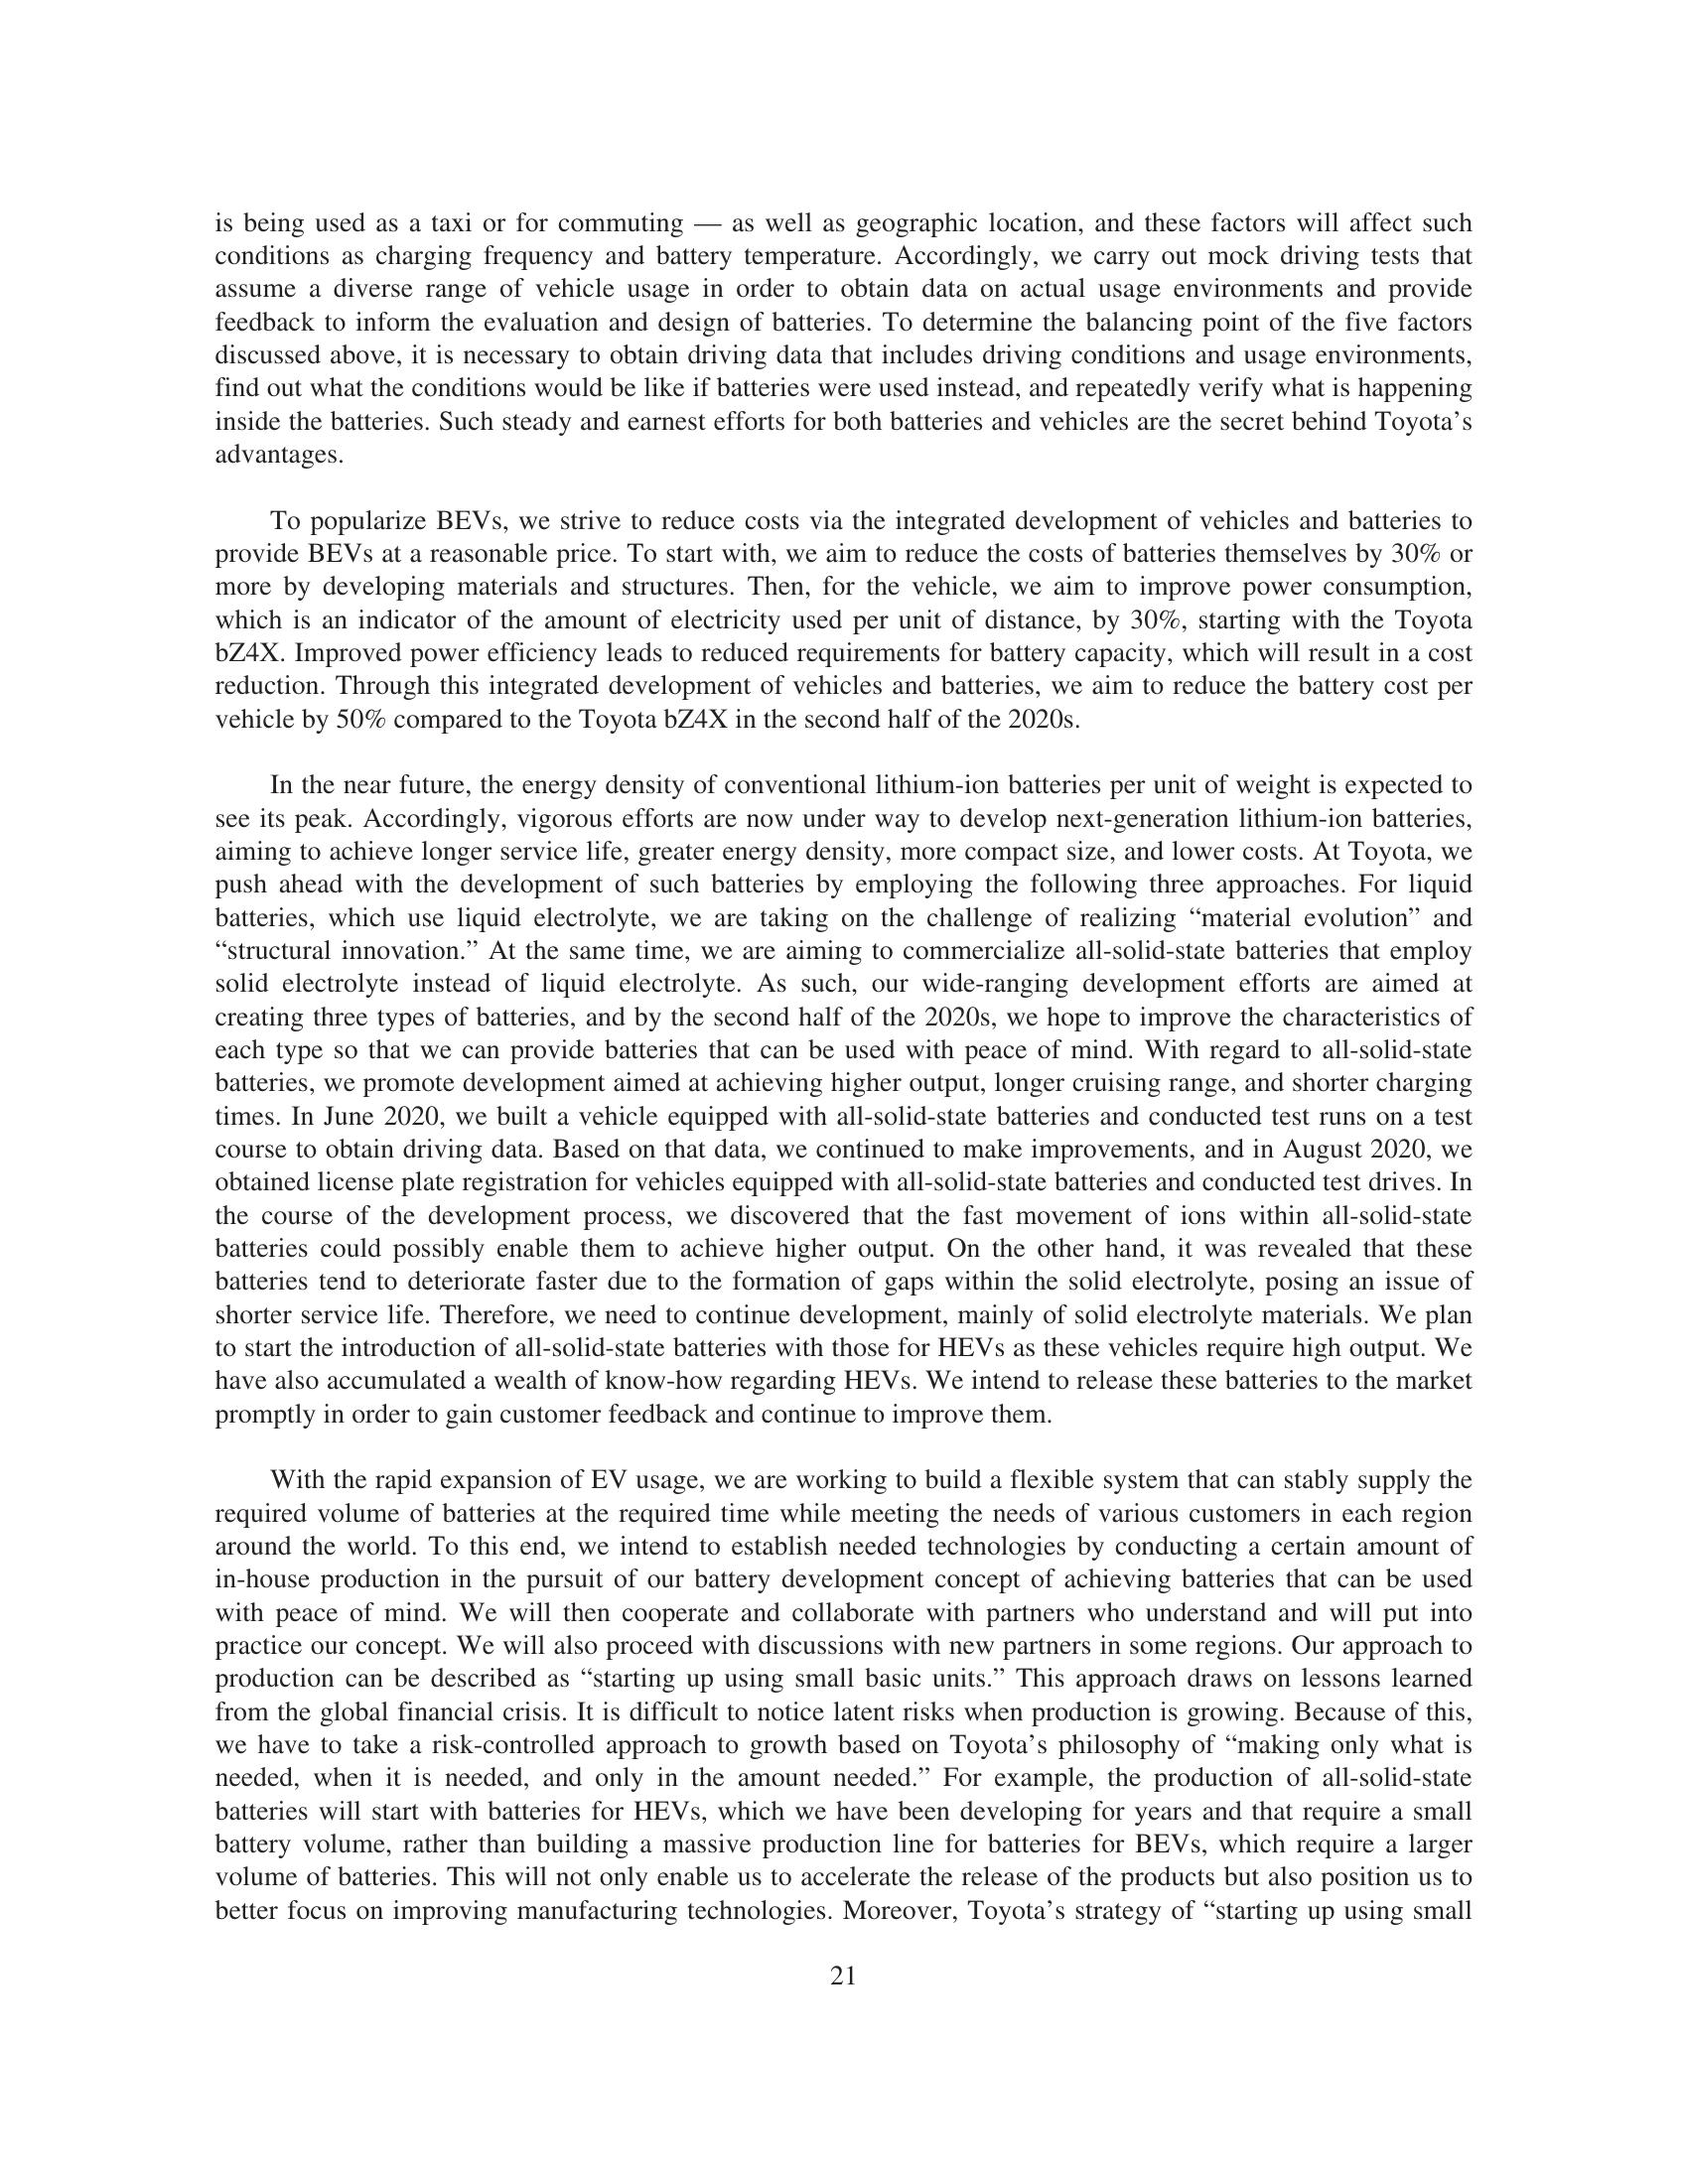 is being used as a taxi or for commuting — as well as geographic location, and these factors will affect such
conditions as charging frequency and battery temperature. Accordingly, we carry out mock driving tests that
assume a diverse range of vehicle usage in order to obtain data on actual usage environments and provide
feedback to inform the evaluation and design of batteries. To determine the balancing point of the five factors
discussed above, it is necessary to obtain driving data that includes driving conditions and usage environments,
find out what the conditions would be like if batteries were used instead, and repeatedly verify what is happening
inside the batteries. Such steady and earnest efforts for both batteries and vehicles are the secret behind Toyota’s
advantages.
To popularize BEVs, we strive to reduce costs via the integrated development of vehicles and batteries to
provide BEVs at a reasonable price. To start with, we aim to reduce the costs of batteries themselves by 30% or
more by developing materials and structures. Then, for the vehicle, we aim to improve power consumption,
which is an indicator of the amount of electricity used per unit of distance, by 30%, starting with the Toyota
bZ4X. Improved power efficiency leads to reduced requirements for battery capacity, which will result in a cost
reduction. Through this integrated development of vehicles and batteries, we aim to reduce the battery cost per
vehicle by 50% compared to the Toyota bZ4X in the second half of the 2020s.
In the near future, the energy density of conventional lithium-ion batteries per unit of weight is expected to
see its peak. Accordingly, vigorous efforts are now under way to develop next-generation lithium-ion batteries,
aiming to achieve longer service life, greater energy density, more compact size, and lower costs. At Toyota, we
push ahead with the development of such batteries by employing the following three approaches. For liquid
batteries, which use liquid electrolyte, we are taking on the challenge of realizing “material evolution” and
“structural innovation.” At the same time, we are aiming to commercialize all-solid-state batteries that employ
solid electrolyte instead of liquid electrolyte. As such, our wide-ranging development efforts are aimed at
creating three types of batteries, and by the second half of the 2020s, we hope to improve the characteristics of
each type so that we can provide batteries that can be used with peace of mind. With regard to all-solid-state
batteries, we promote development aimed at achieving higher output, longer cruising range, and shorter charging
times. In June 2020, we built a vehicle equipped with all-solid-state batteries and conducted test runs on a test
course to obtain driving data. Based on that data, we continued to make improvements, and in August 2020, we
obtained license plate registration for vehicles equipped with all-solid-state batteries and conducted test drives. In
the course of the development process, we discovered that the fast movement of ions within all-solid-state
batteries could possibly enable them to achieve higher output. On the other hand, it was revealed that these
batteries tend to deteriorate faster due to the formation of gaps within the solid electrolyte, posing an issue of
shorter service life. Therefore, we need to continue development, mainly of solid electrolyte materials. We plan
to start the introduction of all-solid-state batteries with those for HEVs as these vehicles require high output. We
have also accumulated a wealth of know-how regarding HEVs. We intend to release these batteries to the market
promptly in order to gain customer feedback and continue to improve them.
With the rapid expansion of EV usage, we are working to build a flexible system that can stably supply the
required volume of batteries at the required time while meeting the needs of various customers in each region
around the world. To this end, we intend to establish needed technologies by conducting a certain amount of
in-house production in the pursuit of our battery development concept of achieving batteries that can be used
with peace of mind. We will then cooperate and collaborate with partners who understand and will put into
practice our concept. We will also proceed with discussions with new partners in some regions. Our approach to
production can be described as “starting up using small basic units.” This approach draws on lessons learned
from the global financial crisis. It is difficult to notice latent risks when production is growing. Because of this,
we have to take a risk-controlled approach to growth based on Toyota’s philosophy of “making only what is
needed, when it is needed, and only in the amount needed.” For example, the production of all-solid-state
batteries will start with batteries for HEVs, which we have been developing for years and that require a small
battery volume, rather than building a massive production line for batteries for BEVs, which require a larger
volume of batteries. This will not only enable us to accelerate the release of the products but also position us to
better focus on improving manufacturing technologies. Moreover, Toyota’s strategy of “starting up using small
21